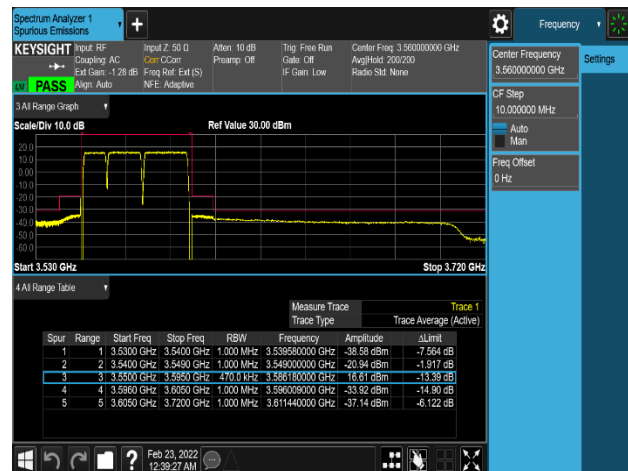 Spectrum Analyzer 1
Spurious Emissions
Frequency
KEYSIGHT Input: RF Input Z: 50 Ω Atten: 10 dB Trig: Free Run Center Freq: 3.560000000 GHz
Coupling: AC Corr CCorr Preamp: Off Gate: Off Avg|Hold: 200/200
Ext Gain: -1.28 dB Freq Ref: Ext (S) IF Gain: Low Radio Std: None
PASS Align: Auto NFE: Adaptive
Center Frequency
3.560000000 GHz
Settings
CF Step
10.000000 MHz
Auto
Man
Freq Offset
0 Hz
3 All Range Graph
Scale/Div 10.0 dB Ref Value 30.00 dBm
20.0
10.0
0.00
-10.0
-20.0
-30.0
-40.0
-50.0
-60.0
Start 3.530 GHz Stop 3.720 GHz
4 All Range Table
Measure Trace Trace 1
Trace Type Trace Average (Active)
Spur Range Start Freq Stop Freq RBW Frequency Amplitude ΔLimit
1 1 3.5300 GHz 3.5400 GHz 1.000 MHz 3.539580000 GHz -38.58 dBm -7.564 dB
2 2 3.5400 GHz 3.5490 GHz 1.000 MHz 3.549000000 GHz -20.94 dBm -1.917 dB
3 3 3.5500 GHz 3.5950 GHz 470.0 kHz 3.586180000 GHz 16.61 dBm -13.39 dB
4 4 3.5960 GHz 3.6050 GHz 1.000 MHz 3.596009000 GHz -33.92 dBm -14.90 dB
5 5 3.6050 GHz 3.7200 GHz 1.000 MHz 3.611440000 GHz -37.14 dBm -6.122 dB
Feb 23, 2022
12:39:27 AM